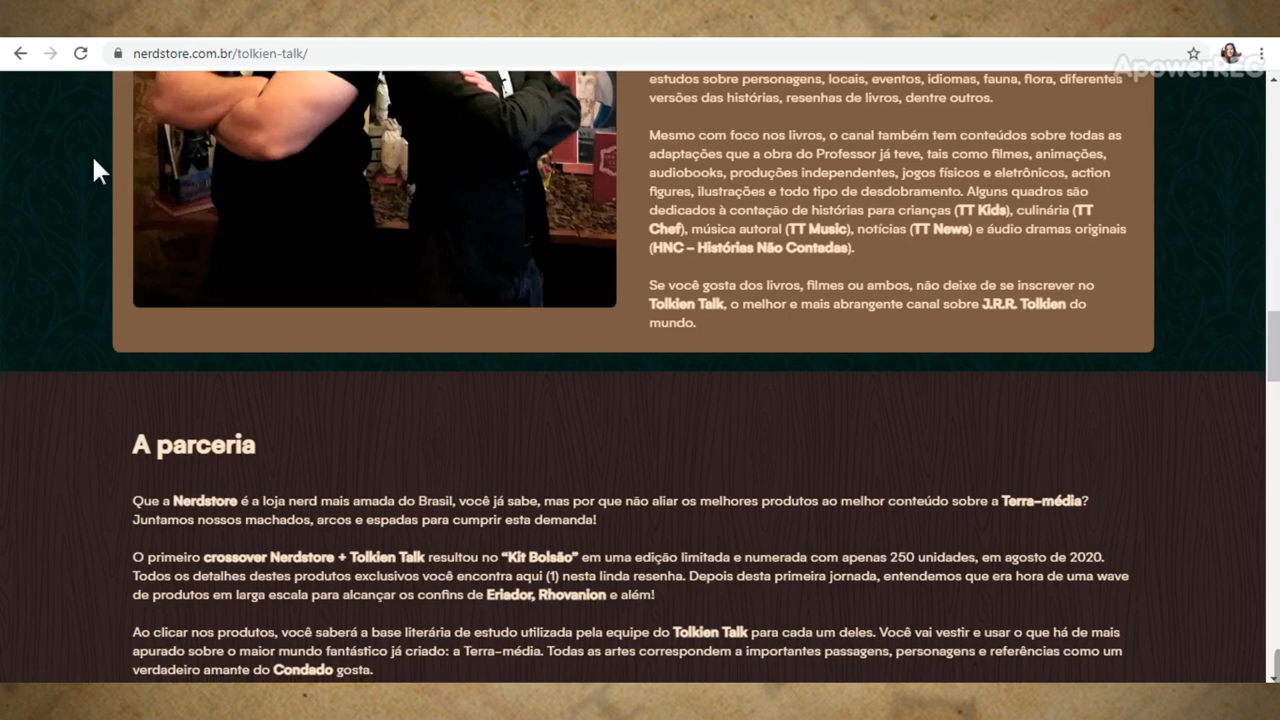 nerdstore.com.br/tolkien-talk/
ApowerREC
estudos sobre personagens, locais, eventos, idiomas, fauna, flora, diferentes
versões das histórias, resenhas de livros, dentre outros.
Mesmo com foco nos livros, o canal também tem conteúdos sobre todas as
adaptações que a obra do Professor já teve, tais como filmes, animações,
audiobooks, produções independentes, jogos físicos e eletrônicos, action
figures, ilustrações e todo tipo de desdobramento. Alguns quadros são
dedicados à contação de histórias para crianças (TT Kids), culinária (TT
Chef), música autoral (TT Music), notícias (TT News) e áudio dramas originais
(HNC – Histórias Não Contadas).
Se você gosta dos livros, filmes ou ambos, não deixe de se inscrever no
Tolkien Talk, o melhor e mais abrangente canal sobre J.R.R. Tolkien do
mundo.
A parceria
Que a Nerdstore é a loja nerd mais amada do Brasil, você já sabe, mas por que não aliar os melhores produtos ao melhor conteúdo sobre a Terra-média?
Juntamos nossos machados, arcos e espadas para cumprir esta demanda!
O primeiro crossover Nerdstore + Tolkien Talk resultou no “Kit Bolsão” em uma edição limitada e numerada com apenas 250 unidades, em agosto de 2020.
Todos os detalhes destes produtos exclusivos você encontra aqui (1) nesta linda resenha. Depois desta primeira jornada, entendemos que era hora de uma wave
de produtos em larga escala para alcançar os confins de Eriador, Rhovanion e além!
Ao clicar nos produtos, você saberá a base literária de estudo utilizada pela equipe do Tolkien Talk para cada um deles. Você vai vestir e usar o que há de mais
apurado sobre o maior mundo fantástico já criado: a Terra-média. Todas as artes correspondem a importantes passagens, personagens e referências como um
verdadeiro amante do Condado gosta.